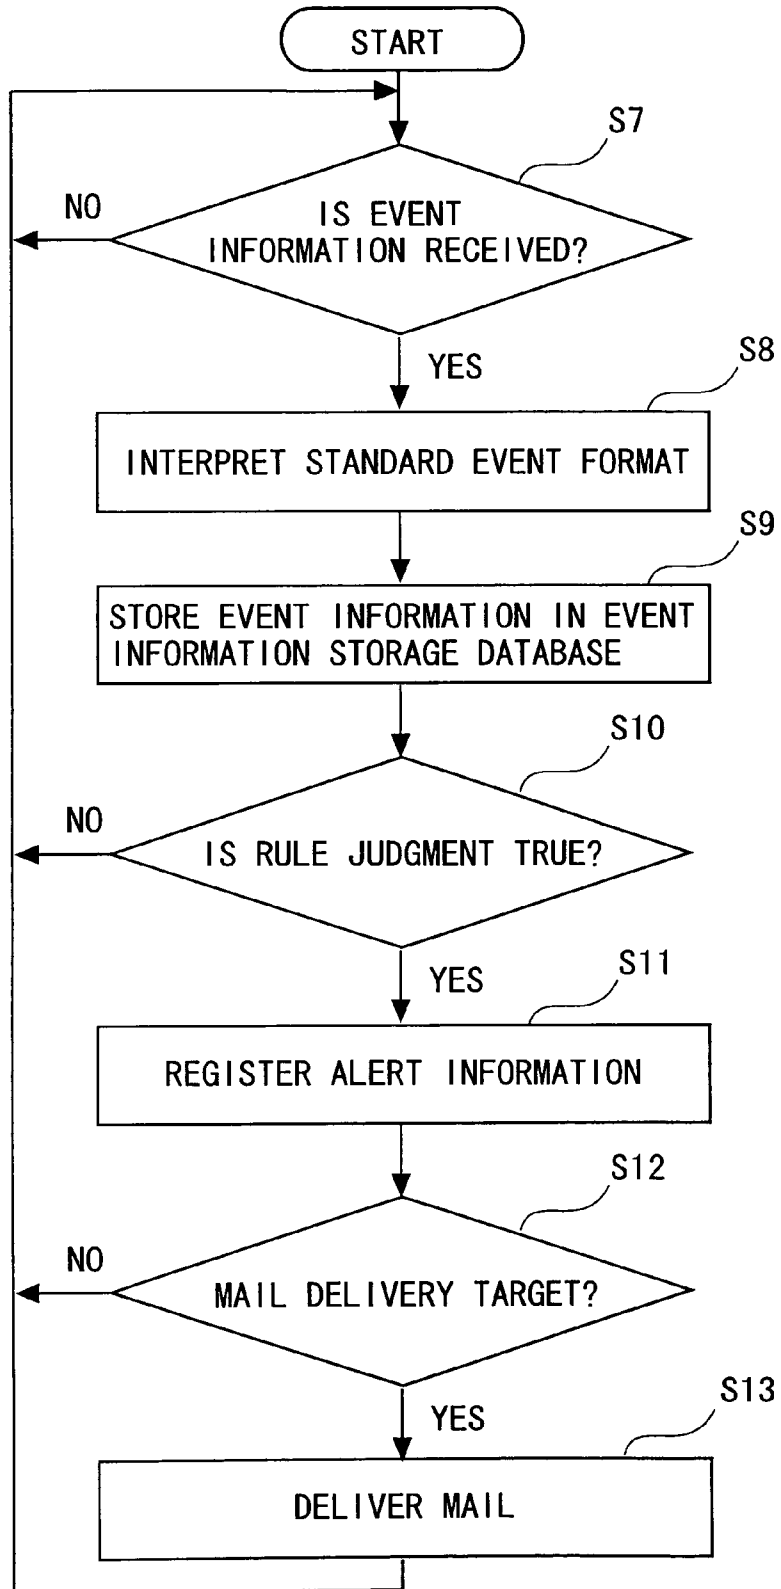 START
S7
NO
IS EVENT
INFORMATION RECEIVED?
YES
S8
INTERPRET STANDARD EVENT FORMAT
S9
STORE EVENT INFORMATION IN EVENT
INFORMATION STORAGE DATABASE
S10
NO
IS RULE JUDGMENT TRUE?
YES
S11
REGISTER ALERT INFORMATION
S12
NO
MAIL DELIVERY TARGET?
YES
S13
DELIVER MAIL